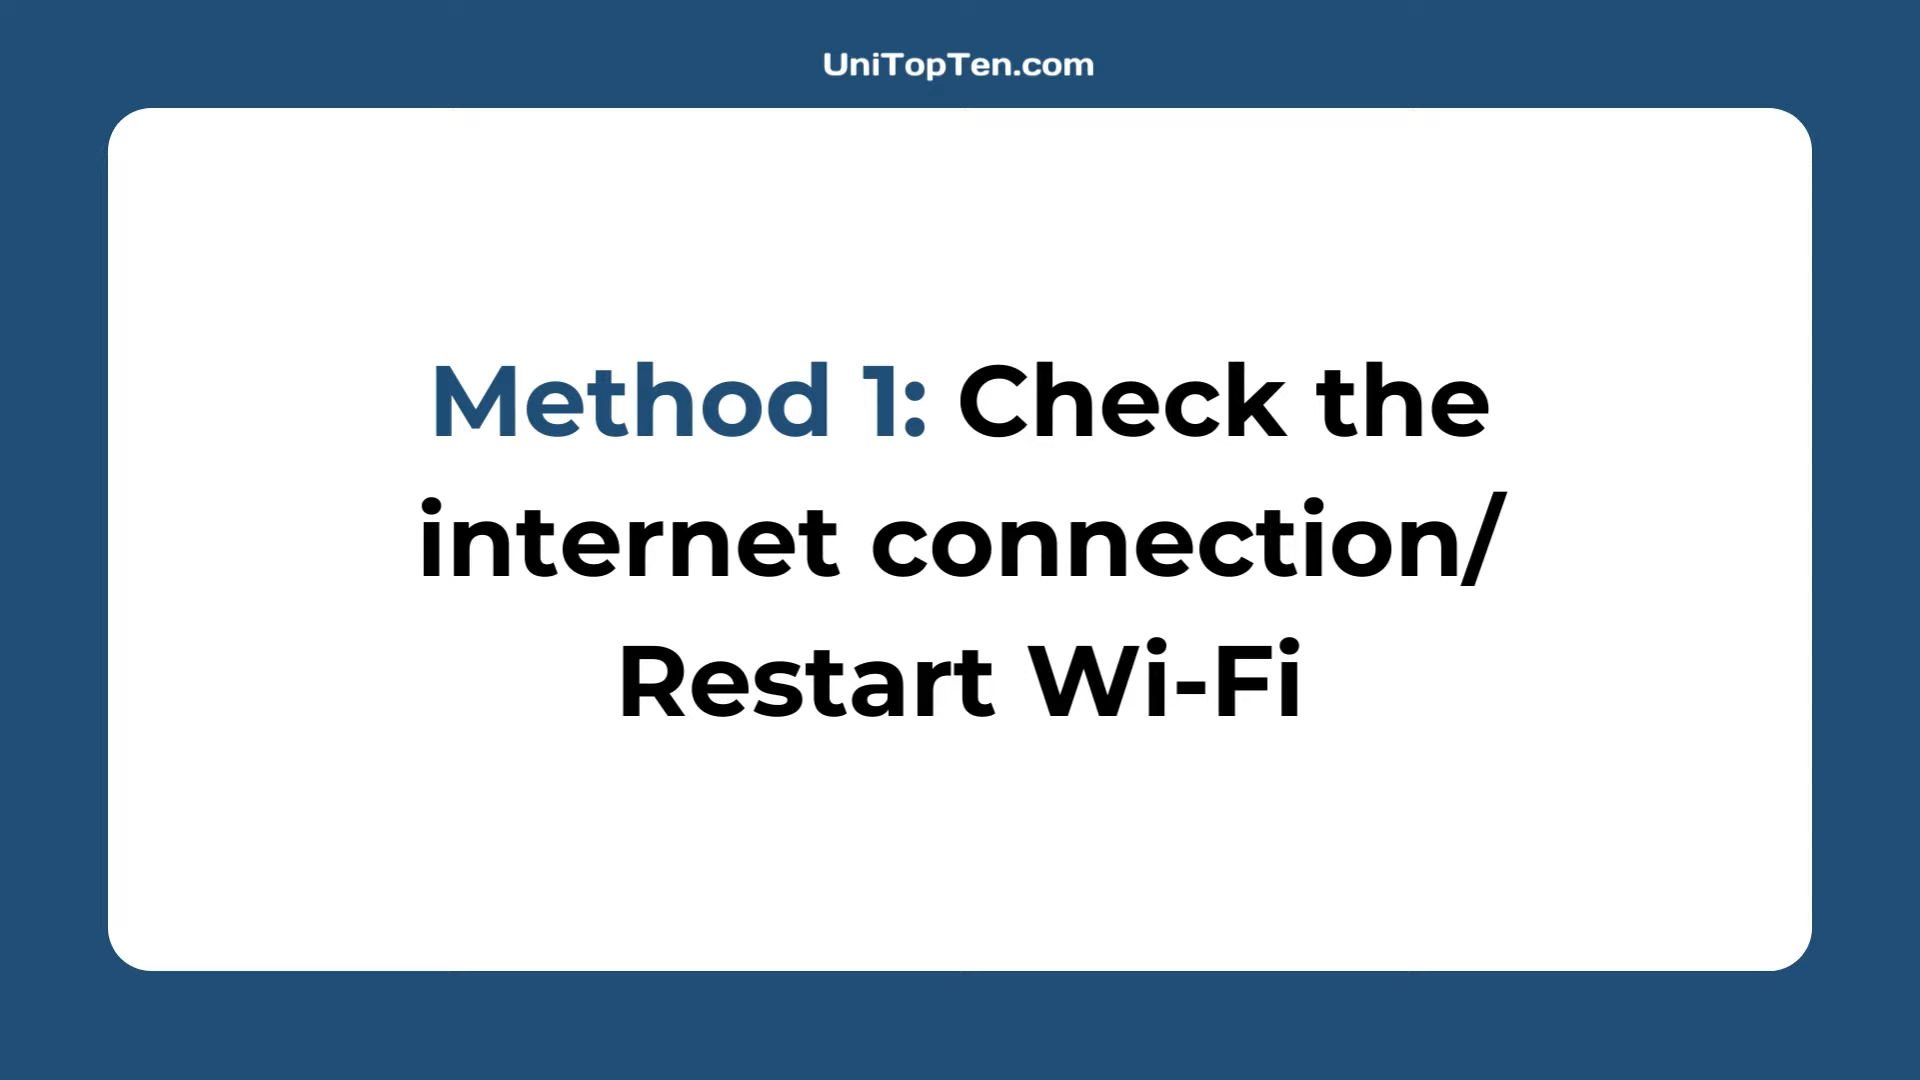 UniTopTen.com
Method 1: Check the
internet connection/
Restart Wi-Fi